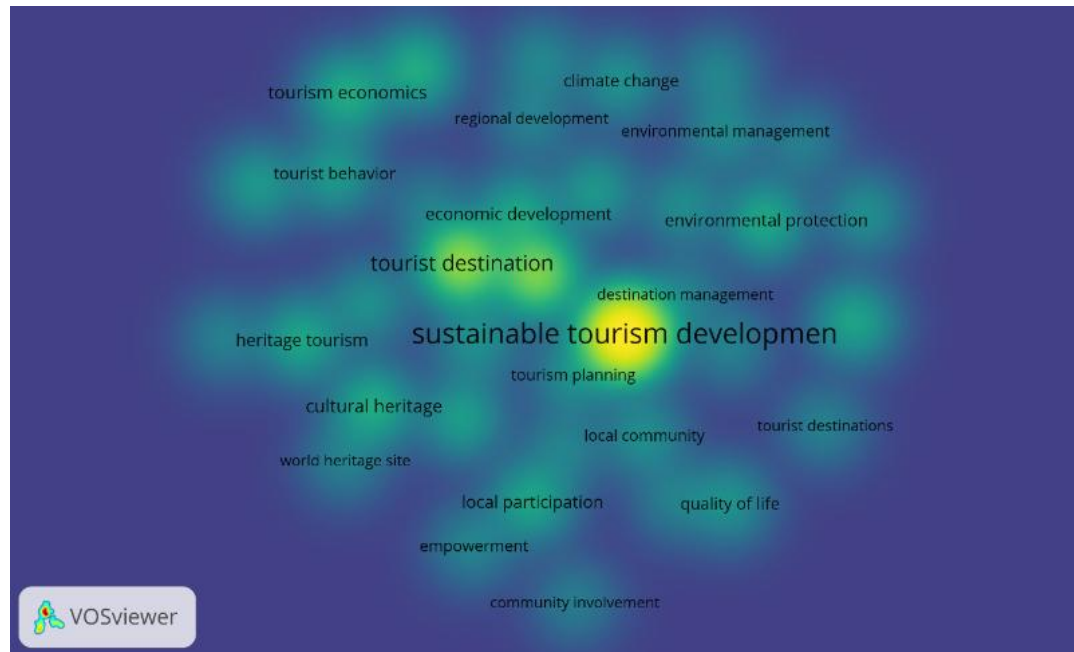 climate change
tourism economics
regional development
environmental management
tourist behavior
economic development
environmental protection
tourist destination
destination management
sustainable tourism developmen
heritage tourism
tourism planning
cultural heritage
tourist destinations
local community
world heritage site
local participation
quality of life
empowerment
community involvement
VOSviewer